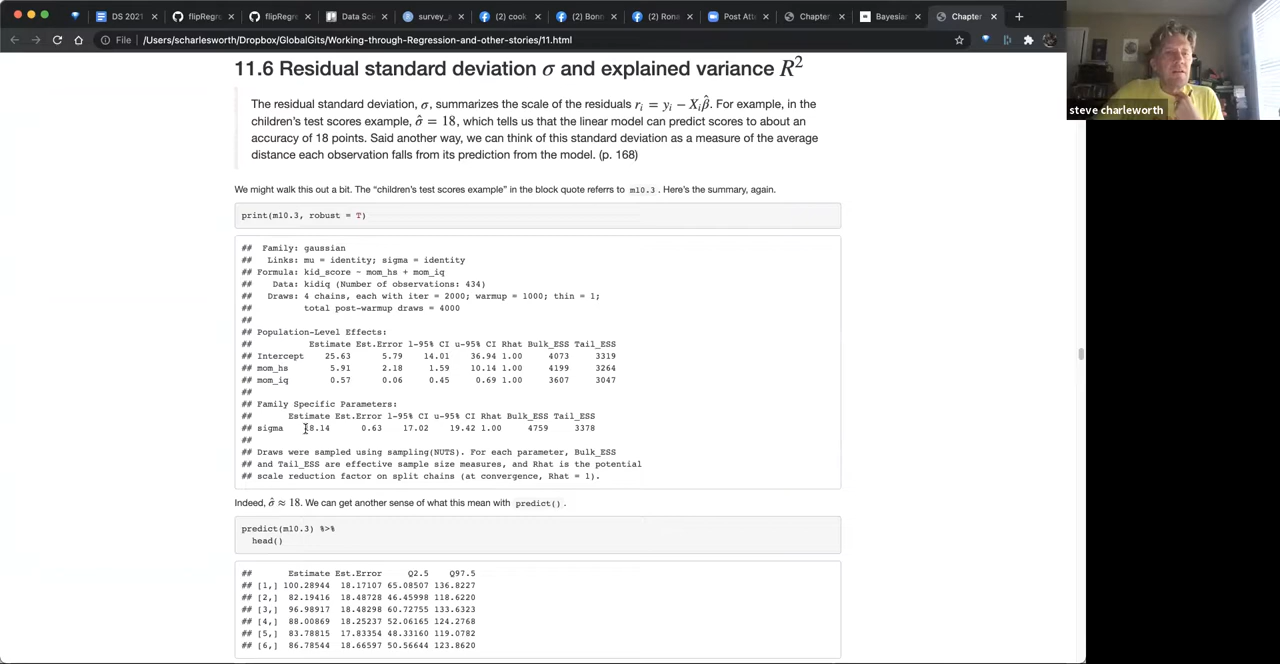 DS 2021
flipRegre
flipRegre
Data Sci
survey_a
(2) cook
(2) Bonn
(2) Rona
Post Att
Chapter
Bayesian
Chapter
File
/Users/scharlesworth/Dropbox/GlobalGits/Working-through-Regression-and-other-stories/11.html
steve charleworth
11.6 Residual standard deviation σ and explained variance R²
The residual standard deviation, σ, summarizes the scale of the residuals rᵢ = yᵢ − Xᵢβ̂. For example, in the
children's test scores example, σ̂ = 18, which tells us that the linear model can predict scores to about an
accuracy of 18 points. Said another way, we can think of this standard deviation as a measure of the average
distance each observation falls from its prediction from the model. (p. 168)
We might walk this out a bit. The “children's test scores example” in the block quote referrs to m10.3. Here's the summary, again.
print(m10.3, robust = T)
## Family: gaussian
## Links: mu = identity; sigma = identity
## Formula: kid_score ~ mom_hs + mom_iq
## Data: kidiq (Number of observations: 434)
## Draws: 4 chains, each with iter = 2000; warmup = 1000; thin = 1;
## total post-warmup draws = 4000
##
## Population-Level Effects:
## Estimate Est.Error l-95% CI u-95% CI Rhat Bulk_ESS Tail_ESS
## Intercept 25.63 5.79 14.01 36.94 1.00 4073 3319
## mom_hs 5.91 2.18 1.59 10.14 1.00 4199 3264
## mom_iq 0.57 0.06 0.45 0.69 1.00 3607 3047
##
## Family Specific Parameters:
## Estimate Est.Error l-95% CI u-95% CI Rhat Bulk_ESS Tail_ESS
## sigma 18.14 0.63 17.02 19.42 1.00 4759 3378
##
## Draws were sampled using sampling(NUTS). For each parameter, Bulk_ESS
## and Tail_ESS are effective sample size measures, and Rhat is the potential
## scale reduction factor on split chains (at convergence, Rhat = 1).
Indeed, σ̂ ≈ 18. We can get another sense of what this mean with predict().
predict(m10.3) %>%
head()
## Estimate Est.Error Q2.5 Q97.5
## [1,] 100.28944 18.17107 65.08507 136.8227
## [2,] 82.19416 18.48728 46.45998 118.6220
## [3,] 96.98917 18.48298 60.72755 133.6323
## [4,] 88.00869 18.25237 52.06165 124.2768
## [5,] 83.78815 17.83354 48.33160 119.0782
## [6,] 86.78544 18.66597 50.56644 123.8620